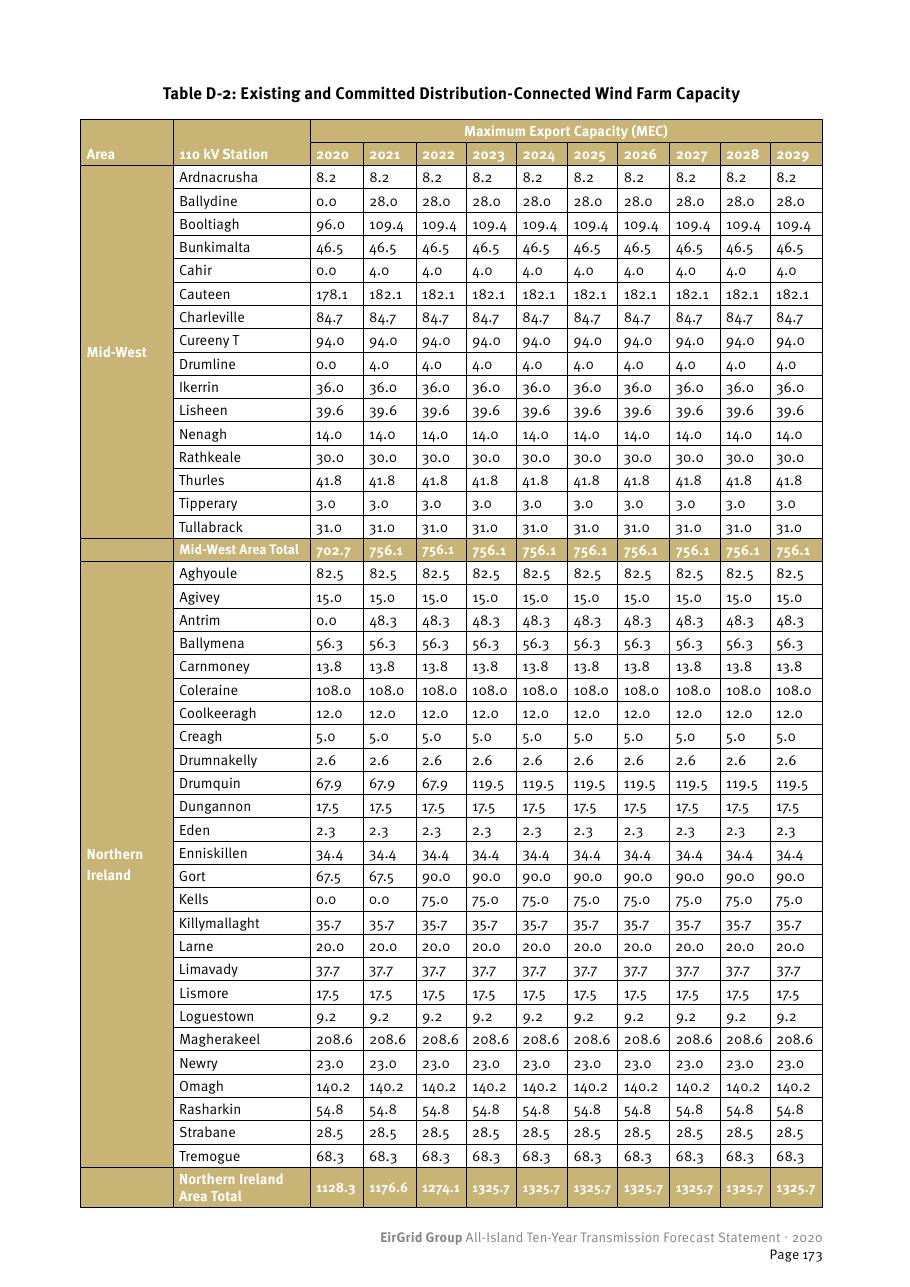 Table D-2: Existing and Committed Distribution-Connected Wind Farm Capacity
Maximum Export Capacity (MEC)
Area 110 kV Station 2020 2021 2022 2023 2024 2025 2026 2027 2028 2029
Ardnacrusha 8.2 8.2 8.2 8.2 8.2 8.2 8.2 8.2 8.2 8.2
Ballydine 0.0 28.0 28.0 28.0 28.0 28.0 28.0 28.0 28.0 28.0
Booltiagh 96.0 109.4 109.4 109.4 109.4 109.4 109.4 109.4 109.4 109.4
Bunkimalta 46.5 46.5 46.5 46.5 46.5 46.5 46.5 46.5 46.5 46.5
Cahir 0.0 4.0 4.0 4.0 4.0 4.0 4.0 4.0 4.0 4.0
Cauteen 178.1 182.1 182.1 182.1 182.1 182.1 182.1 182.1 182.1 182.1
Charleville 84.7 84.7 84.7 84.7 84.7 84.7 84.7 84.7 84.7 84.7
Cureeny T 94.0 94.0 94.0 94.0 94.0 94.0 94.0 94.0 94.0 94.0
Mid-West
Drumline 0.0 4.0 4.0 4.0 4.0 4.0 4.0 4.0 4.0 4.0
Ikerrin 36.0 36.0 36.0 36.0 36.0 36.0 36.0 36.0 36.0 36.0
Lisheen 39.6 39.6 39.6 39.6 39.6 39.6 39.6 39.6 39.6 39.6
Nenagh 14.0 14.0 14.0 14.0 14.0 14.0 14.0 14.0 14.0 14.0
Rathkeale 30.0 30.0 30.0 30.0 30.0 30.0 30.0 30.0 30.0 30.0
Thurles 41.8 41.8 41.8 41.8 41.8 41.8 41.8 41.8 41.8 41.8
Tipperary 3.0 3.0 3.0 3.0 3.0 3.0 3.0 3.0 3.0 3.0
Tullabrack 31.0 31.0 31.0 31.0 31.0 31.0 31.0 31.0 31.0 31.0
Mid-West Area Total 702.7 756.1 756.1 756.1 756.1 756.1 756.1 756.1 756.1 756.1
Aghyoule 82.5 82.5 82.5 82.5 82.5 82.5 82.5 82.5 82.5 82.5
Agivey 15.0 15.0 15.0 15.0 15.0 15.0 15.0 15.0 15.0 15.0
Antrim 0.0 48.3 48.3 48.3 48.3 48.3 48.3 48.3 48.3 48.3
Ballymena 56.3 56.3 56.3 56.3 56.3 56.3 56.3 56.3 56.3 56.3
Carnmoney 13.8 13.8 13.8 13.8 13.8 13.8 13.8 13.8 13.8 13.8
Coleraine 108.0 108.0 108.0 108.0 108.0 108.0 108.0 108.0 108.0 108.0
Coolkeeragh 12.0 12.0 12.0 12.0 12.0 12.0 12.0 12.0 12.0 12.0
Creagh 5.0 5.0 5.0 5.0 5.0 5.0 5.0 5.0 5.0 5.0
Drumnakelly 2.6 2.6 2.6 2.6 2.6 2.6 2.6 2.6 2.6 2.6
Drumquin 67.9 67.9 67.9 119.5 119.5 119.5 119.5 119.5 119.5 119.5
Dungannon 17.5 17.5 17.5 17.5 17.5 17.5 17.5 17.5 17.5 17.5
Eden 2.3 2.3 2.3 2.3 2.3 2.3 2.3 2.3 2.3 2.3
Northern
Ireland
Enniskillen 34.4 34.4 34.4 34.4 34.4 34.4 34.4 34.4 34.4 34.4
Gort 67.5 67.5 90.0 90.0 90.0 90.0 90.0 90.0 90.0 90.0
Kells 0.0 0.0 75.0 75.0 75.0 75.0 75.0 75.0 75.0 75.0
Killymallaght 35.7 35.7 35.7 35.7 35.7 35.7 35.7 35.7 35.7 35.7
Larne 20.0 20.0 20.0 20.0 20.0 20.0 20.0 20.0 20.0 20.0
Limavady 37.7 37.7 37.7 37.7 37.7 37.7 37.7 37.7 37.7 37.7
Lismore 17.5 17.5 17.5 17.5 17.5 17.5 17.5 17.5 17.5 17.5
Loguestown 9.2 9.2 9.2 9.2 9.2 9.2 9.2 9.2 9.2 9.2
Magherakeel 208.6 208.6 208.6 208.6 208.6 208.6 208.6 208.6 208.6 208.6
Newry 23.0 23.0 23.0 23.0 23.0 23.0 23.0 23.0 23.0 23.0
Omagh 140.2 140.2 140.2 140.2 140.2 140.2 140.2 140.2 140.2 140.2
Rasharkin 54.8 54.8 54.8 54.8 54.8 54.8 54.8 54.8 54.8 54.8
Strabane 28.5 28.5 28.5 28.5 28.5 28.5 28.5 28.5 28.5 28.5
Tremogue 68.3 68.3 68.3 68.3 68.3 68.3 68.3 68.3 68.3 68.3
Northern Ireland
Area Total 1128.3 1176.6 1274.1 1325.7 1325.7 1325.7 1325.7 1325.7 1325.7 1325.7
EirGrid Group All-Island Ten-Year Transmission Forecast Statement · 2020
Page 173